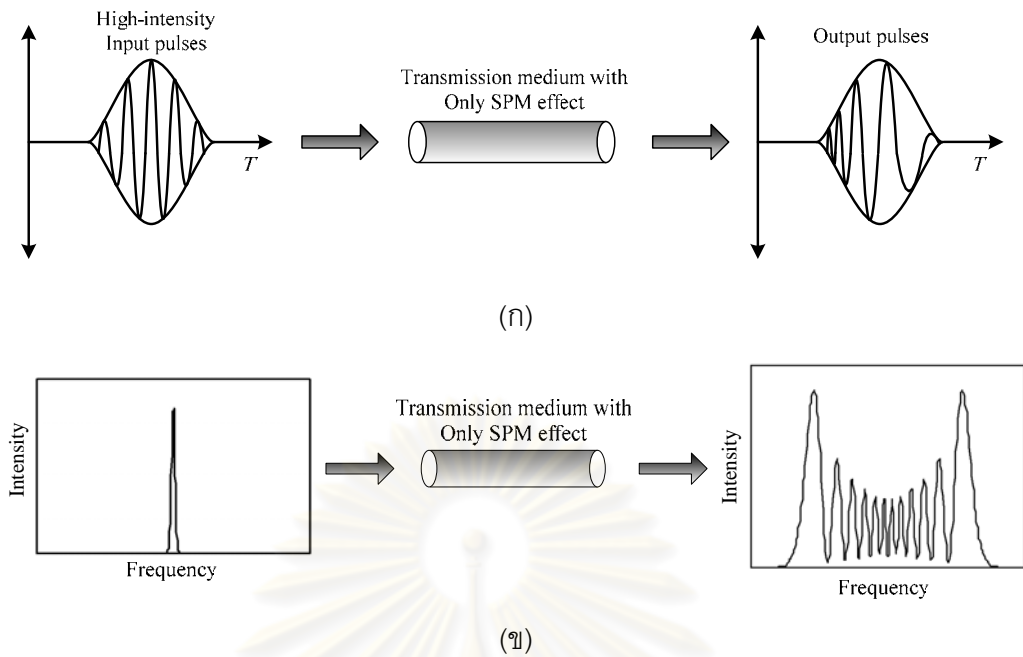 High-intensity
Input pulses
T
Transmission medium with
Only SPM effect
Output pulses
T
(ก)
Intensity
Frequency
Transmission medium with
Only SPM effect
Intensity
Frequency
(ข)